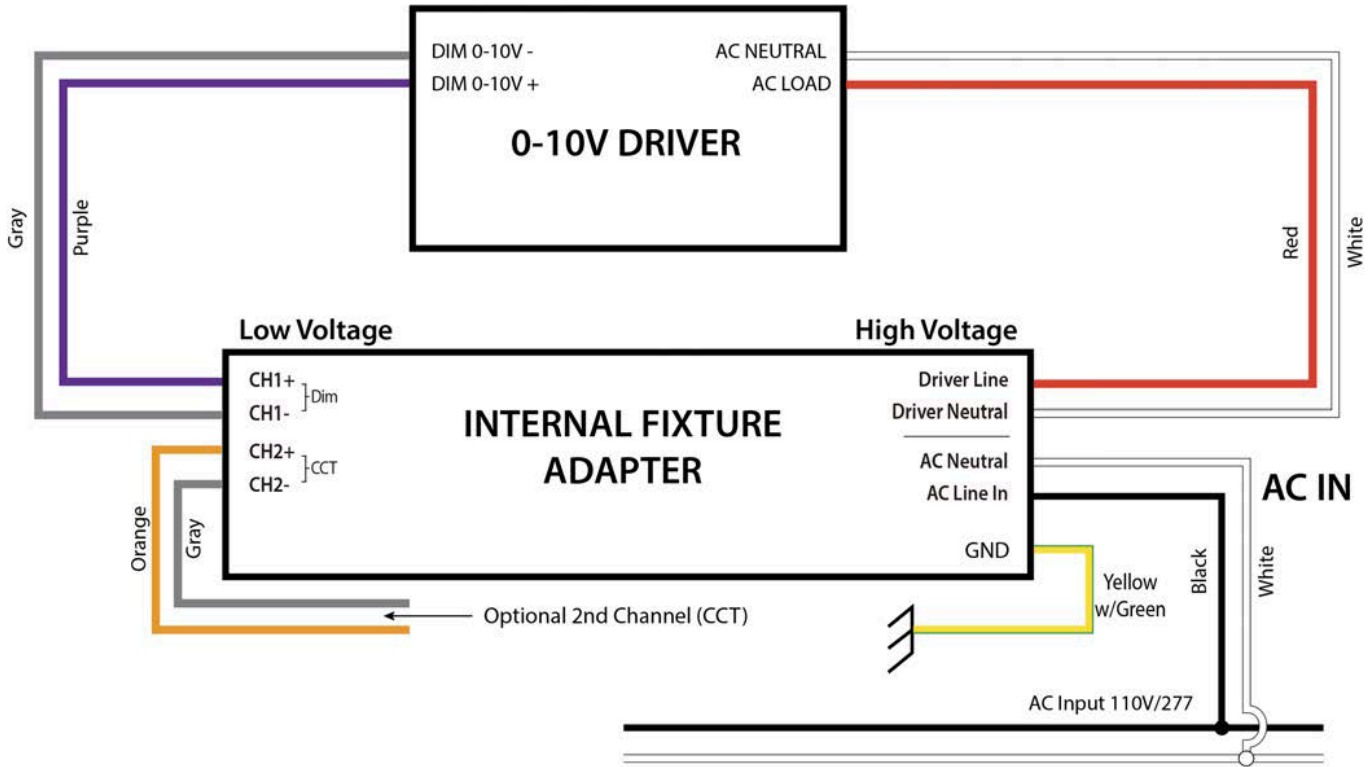 DIM 0-10V -
AC NEUTRAL
DIM 0-10V +
AC LOAD
0-10V DRIVER
Gray
Purple
Red
White
Low Voltage
High Voltage
CH1+
Dim
CH1-
CH2+
CCT
CH2-
INTERNAL FIXTURE
ADAPTER
Driver Line
Driver Neutral
AC Neutral
AC Line In
GND
AC IN
Orange
Gray
Black
White
Yellow
w/Green
Optional 2nd Channel (CCT)
AC Input 110V/277